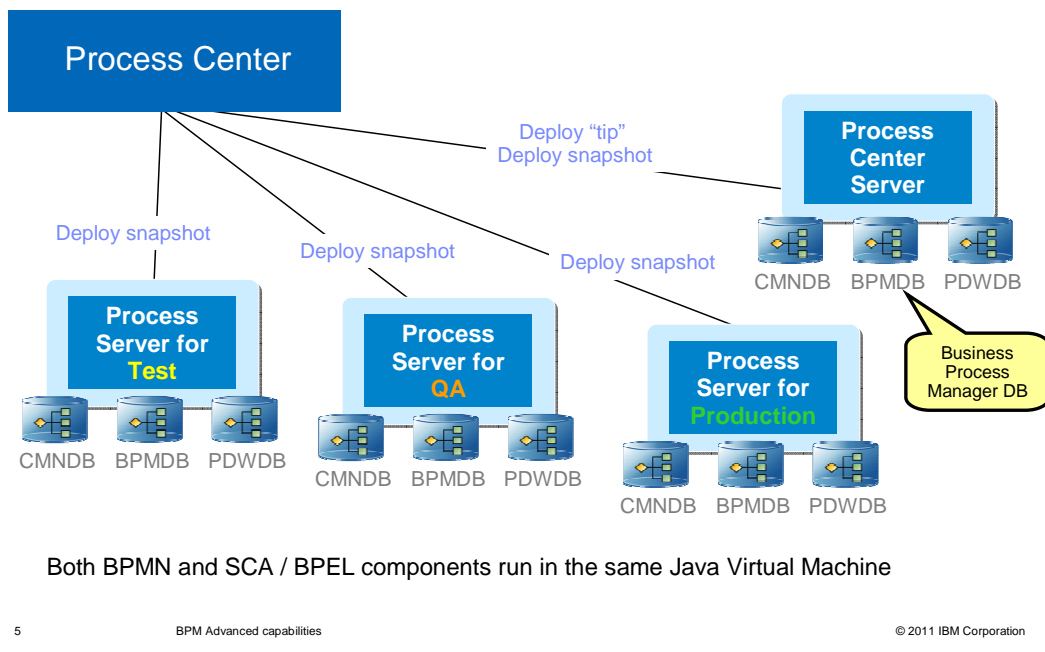 Process Center
Deploy “tip”
Deploy snapshot
Process
Center
Server
CMNDB BPMDB PDWDB
Business
Process
Manager DB
Deploy snapshot
Deploy snapshot
Deploy snapshot
Process
Server for
Test
CMNDB BPMDB PDWDB
Process
Server for
QA
CMNDB BPMDB PDWDB
Process
Server for
Production
CMNDB BPMDB PDWDB
Both BPMN and SCA / BPEL components run in the same Java Virtual Machine
5 BPM Advanced capabilities © 2011 IBM Corporation